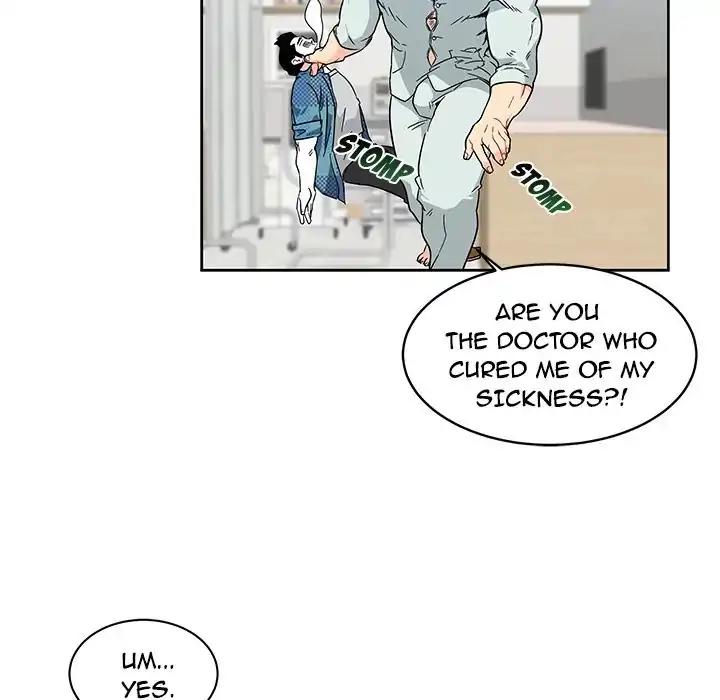 STOMP
STOMP
ARE YOU
THE DOCTOR WHO
CURED ME OF MY
SICKNESS?!
UM...
YES.